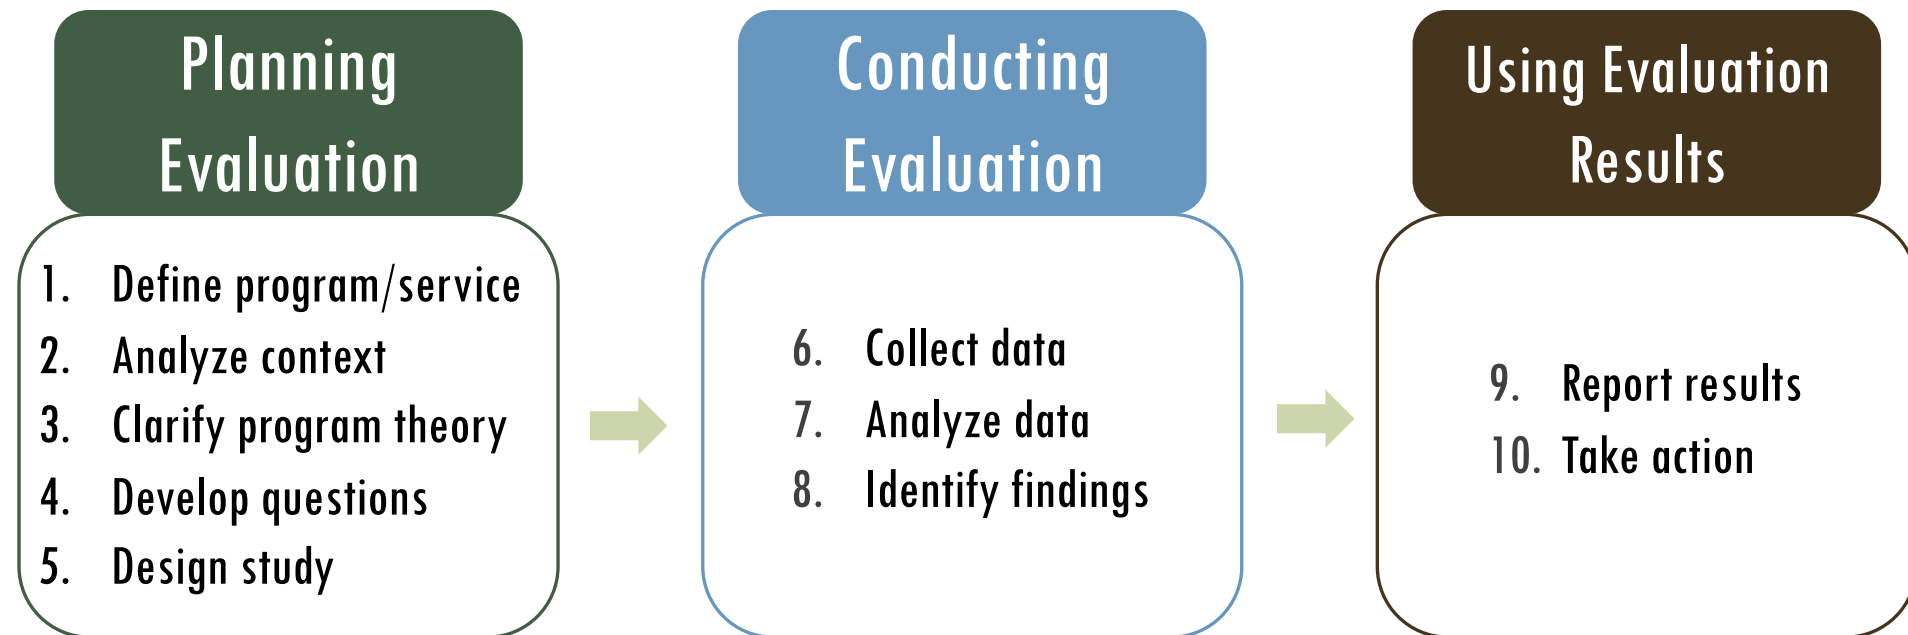 Planning
Evaluation
1. Define program/service
2. Analyze context
3. Clarify program theory
4. Develop questions
5. Design study
Conducting
Evaluation
6. Collect data
7. Analyze data
8. Identify findings
Using Evaluation
Results
9. Report results
10. Take action